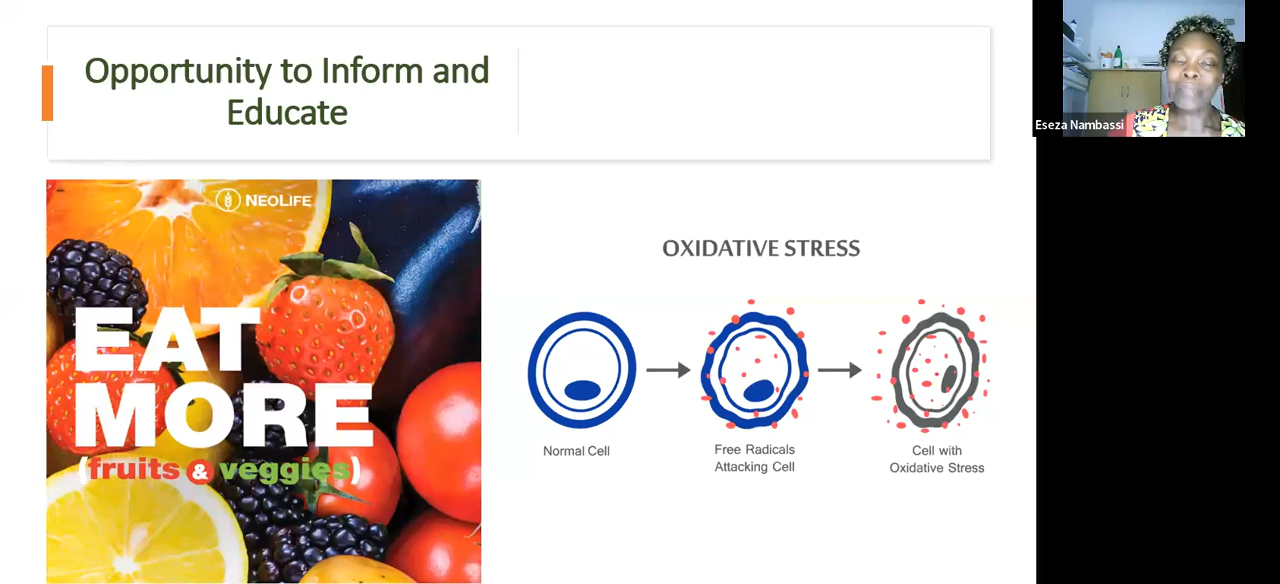 Opportunity to Inform and
Educate
Eseza Nambassi
NEOLIFE
EAT
MORE
(fruits & veggies)
OXIDATIVE STRESS
Normal Cell
Free Radicals
Attacking Cell
Cell with
Oxidative Stress